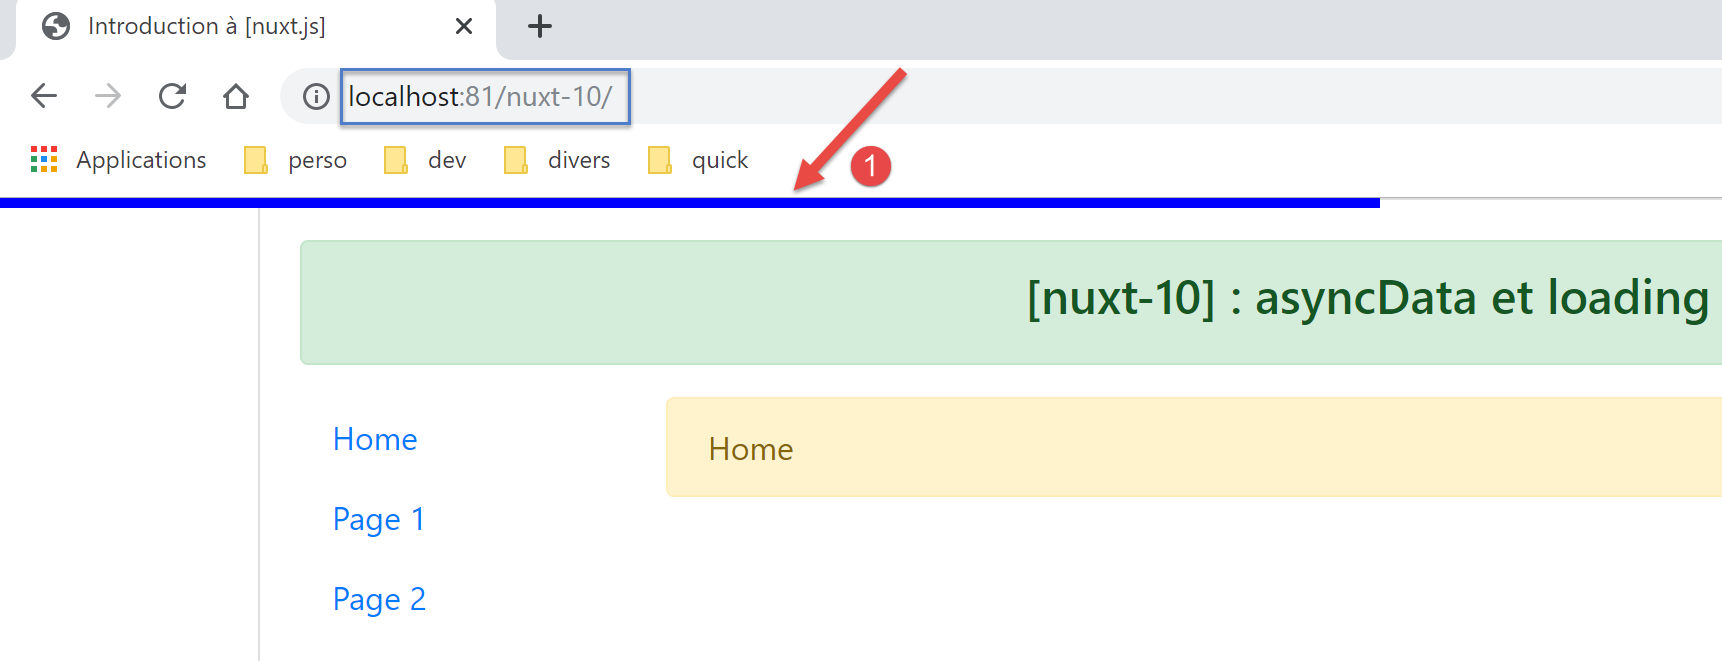 Introduction à [nuxt.js]
localhost:81/nuxt-10/
Applications perso dev divers quick
1
[nuxt-10] : asyncData et loading
Home
Home
Page 1
Page 2